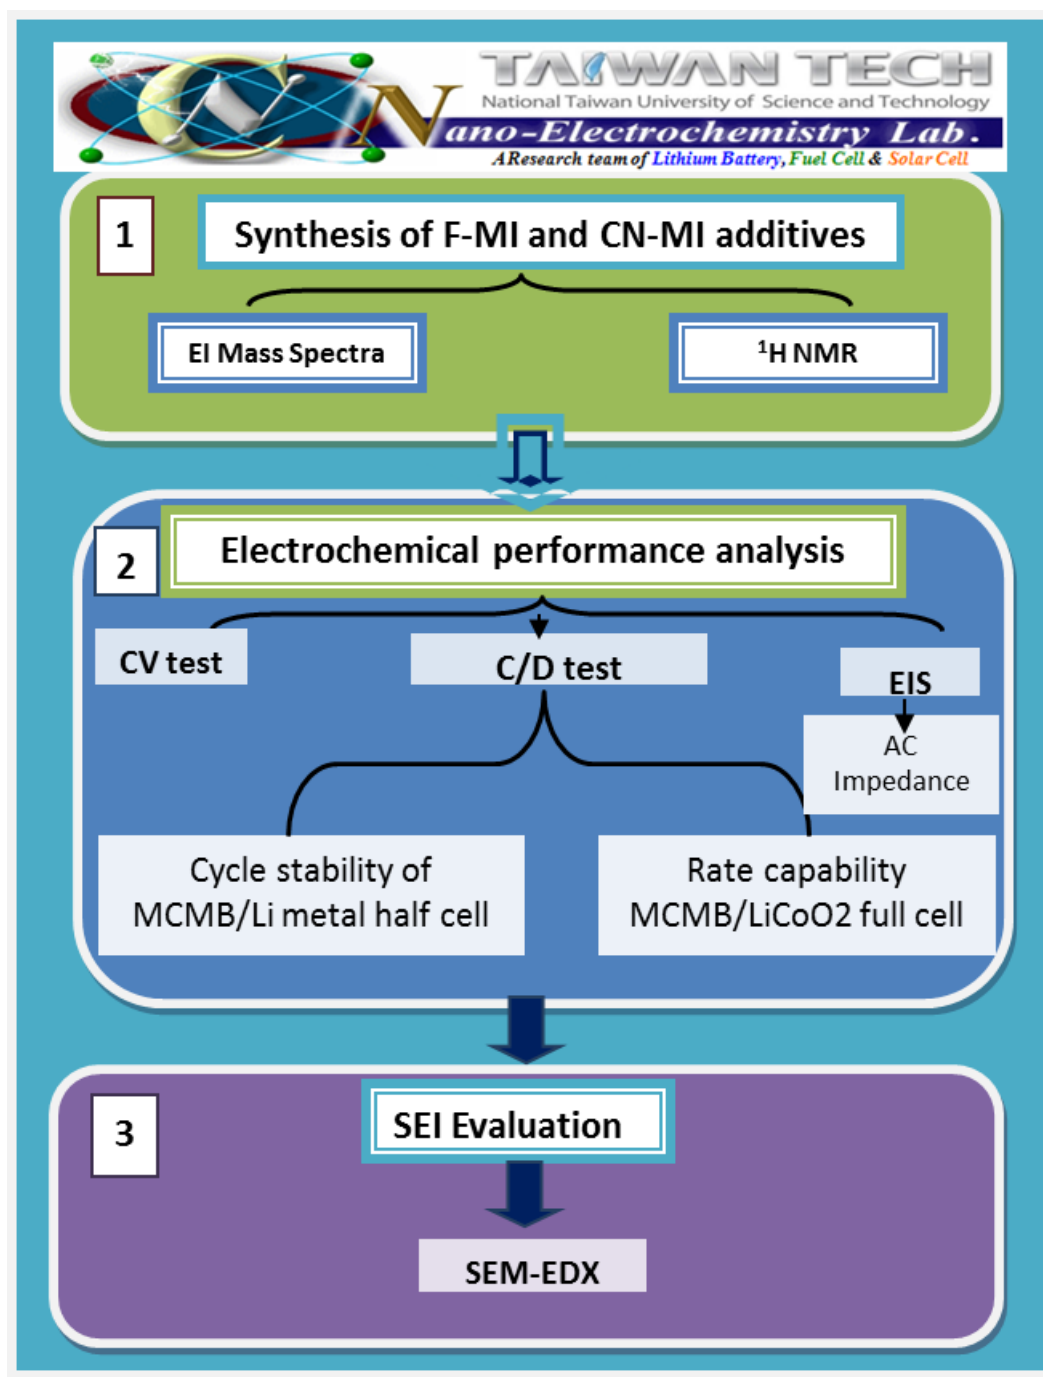 TAIWAN TECH
National Taiwan University of Science and Technology
Nano-Electrochemistry Lab.
A Research team of Lithium Battery, Fuel Cell & Solar Cell
1
Synthesis of F-MI and CN-MI additives
EI Mass Spectra
¹H NMR
2
Electrochemical performance analysis
CV test
C/D test
EIS
AC
Impedance
Cycle stability of
MCMB/Li metal half cell
Rate capability
MCMB/LiCoO2 full cell
3
SEI Evaluation
SEM-EDX